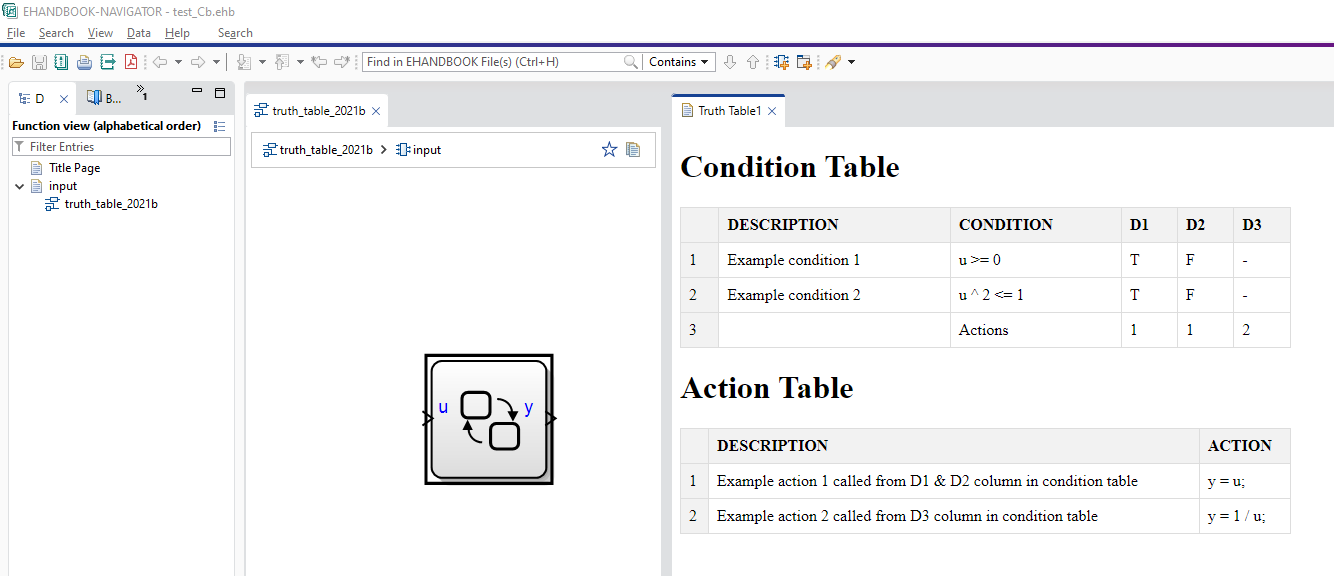 EHANDBOOK-NAVIGATOR - test_Cb.ehb
File Search View Data Help Search
Find in EHANDBOOK File(s) (Ctrl+H) Contains
D B... 1
Function view (alphabetical order)
Filter Entries
Title Page
input
truth_table_2021b
truth_table_2021b
truth_table_2021b input
u y
Truth Table1
Condition Table
DESCRIPTION CONDITION D1 D2 D3
1 Example condition 1 u >= 0 T F -
2 Example condition 2 u ^ 2 <= 1 T F -
3 Actions 1 1 2
Action Table
DESCRIPTION ACTION
1 Example action 1 called from D1 & D2 column in condition table y = u;
2 Example action 2 called from D3 column in condition table y = 1 / u;